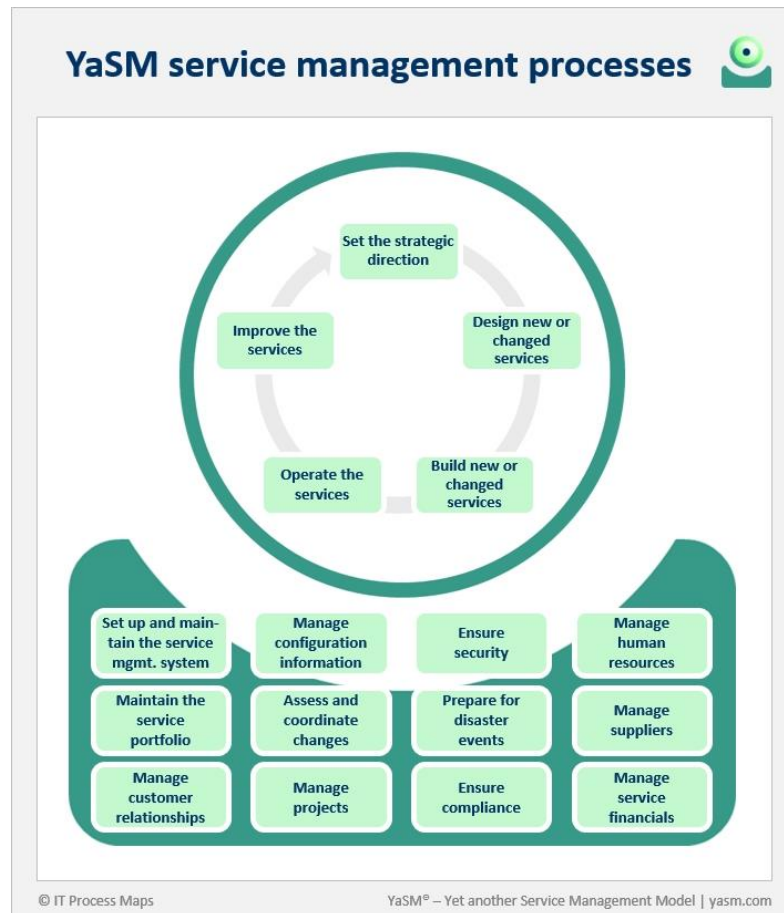 YaSM service management processes
Set the strategic
direction
Improve the
services
Design new or
changed
services
Operate the
services
Build new or
changed
services
Set up and main-
tain the service
mgmt. system
Manage
configuration
information
Ensure
security
Manage
human
resources
Maintain the
service
portfolio
Assess and
coordinate
changes
Prepare for
disaster
events
Manage
suppliers
Manage
customer
relationships
Manage
projects
Ensure
compliance
Manage
service
financials
© IT Process Maps
YaSM® – Yet another Service Management Model | yasm.com